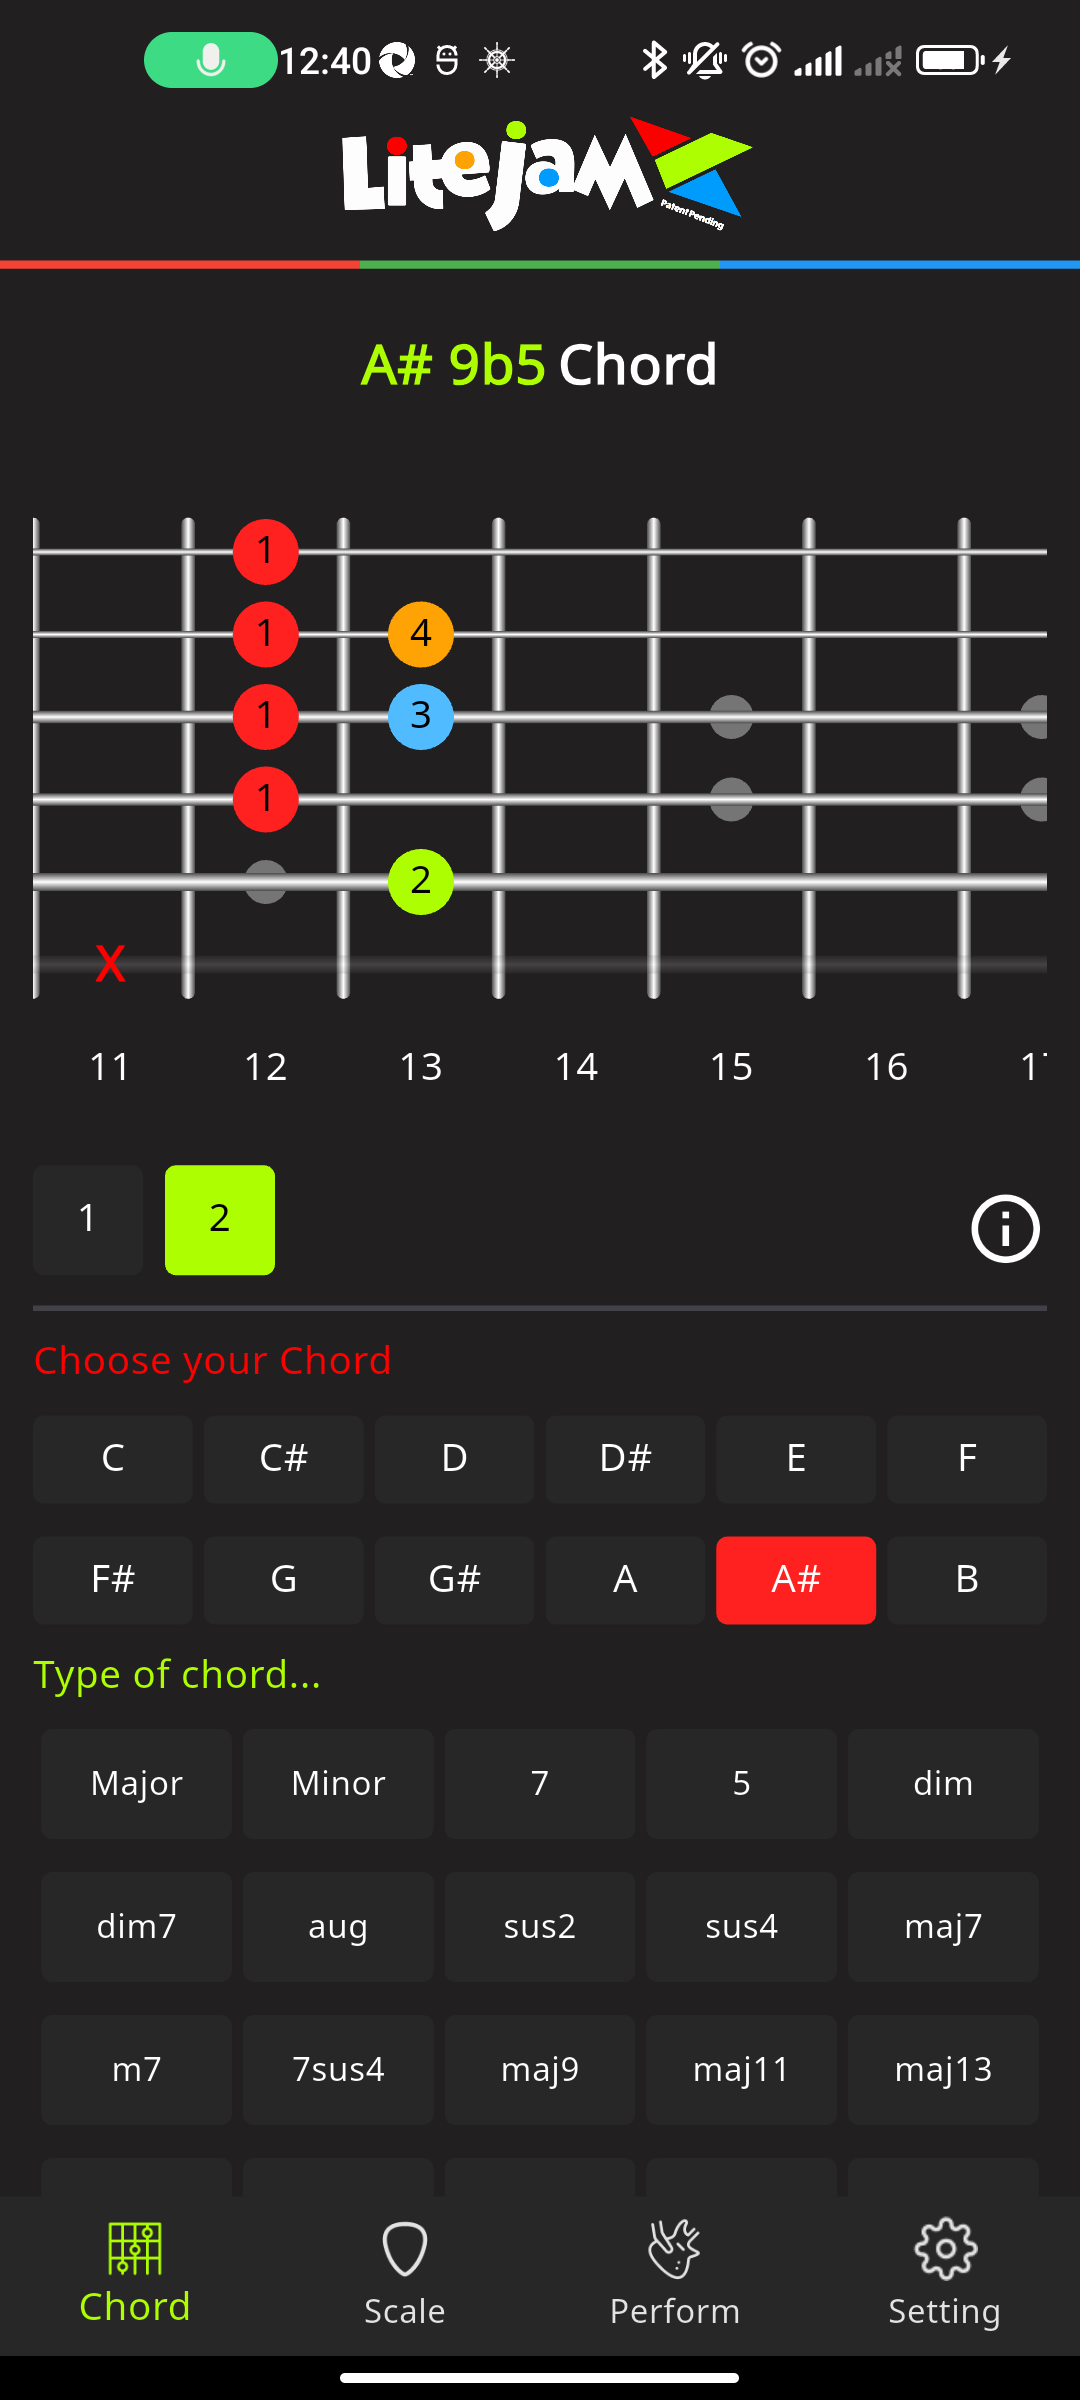 12:40
Litejam
Patent Pending
A# 9b5 Chord
1
1 4
1 3
1
2
X
11 12 13 14 15 16
1 2
Choose your Chord
C C# D D# E F
F# G G# A A# B
Type of chord...
Major Minor 7 5 dim
dim7 aug sus2 sus4 maj7
m7 7sus4 maj9 maj11 maj13
Chord Scale Perform Setting